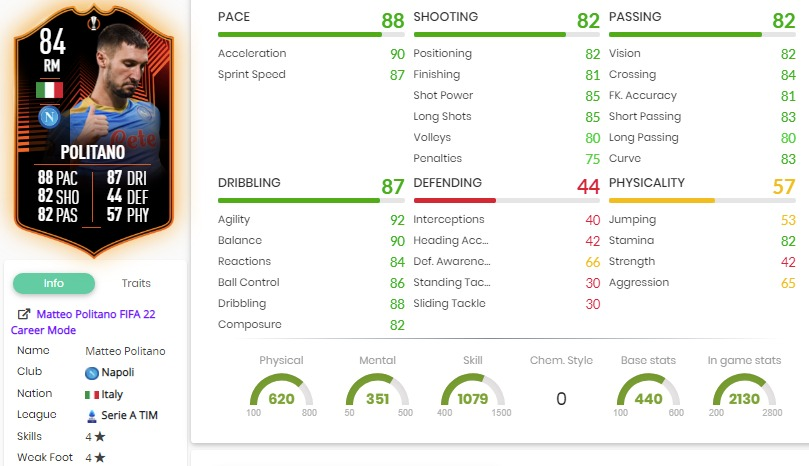 84
RM
POLITANO
88 PAC 87 DRI
82 SHO 44 DEF
82 PAS 57 PHY
Info Traits
Matteo Politano FIFA 22
Career Mode
Name Matteo Politano
Club Napoli
Nation Italy
League Serie A TIM
Skills 4 ★
Weak Foot 4 ★
PACE 88
Acceleration 90
Sprint Speed 87
SHOOTING 82
Positioning 82
Finishing 81
Shot Power 85
Long Shots 85
Volleys 80
Penalties 75
PASSING 82
Vision 82
Crossing 84
FK. Accuracy 81
Short Passing 83
Long Passing 80
Curve 83
DRIBBLING 87
Agility 92
Balance 90
Reactions 84
Ball Control 86
Dribbling 88
Composure 82
DEFENDING 44
Interceptions 40
Heading Acc... 42
Def. Awarene... 66
Standing Tac... 30
Sliding Tackle 30
PHYSICALITY 57
Jumping 53
Stamina 82
Strength 42
Aggression 65
Physical
620
100 800
Mental
351
50 500
Skill
1079
400 1500
Chem. Style
0
Base stats
440
100 600
In game stats
2130
200 2800